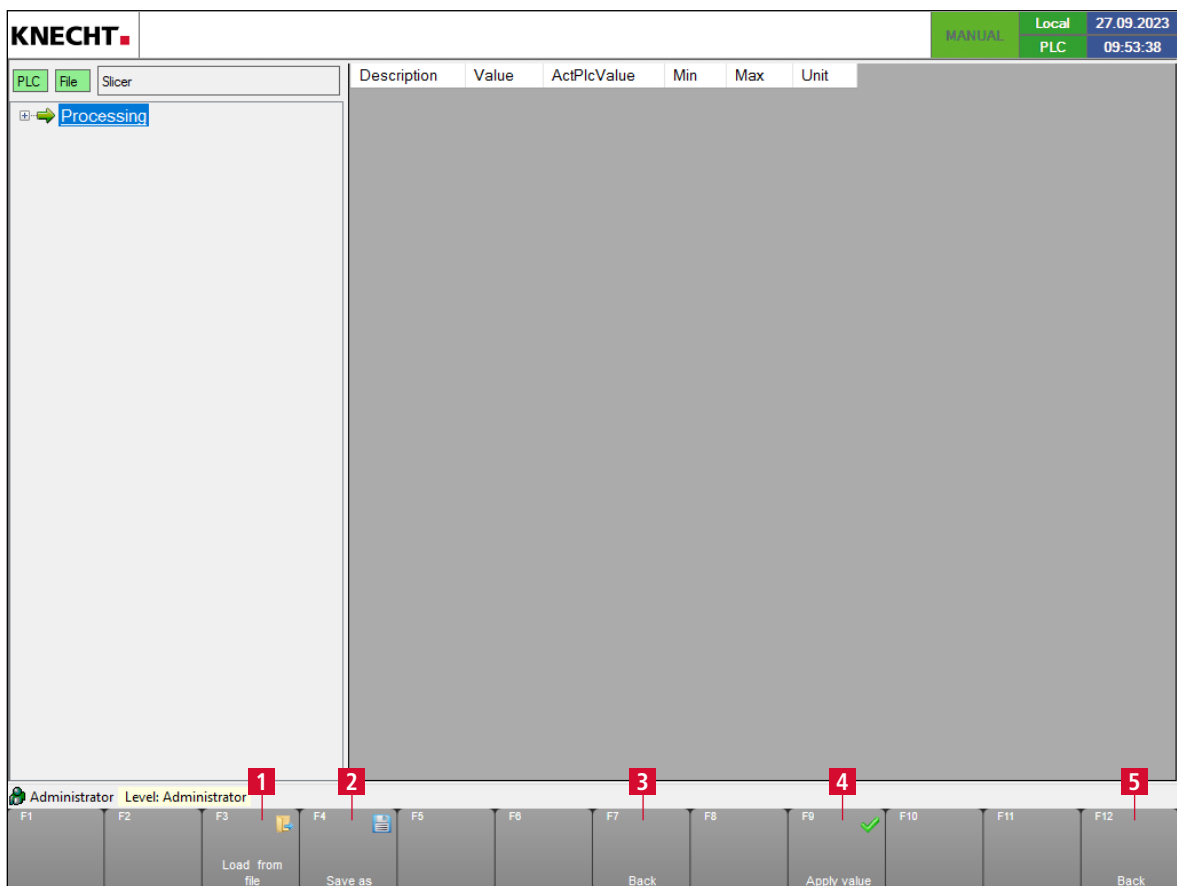 KNECHT
MANUAL
Local
27.09.2023
PLC
09:53:38
PLC
File
Slicer
Description
Value
ActPlcValue
Min
Max
Unit
Processing
1
2
3
4
5
Administrator
Level: Administrator
F1
F2
F3
Load from
file
F4
Save as
F5
F6
F7
Back
F8
F9
Apply value
F10
F11
F12
Back